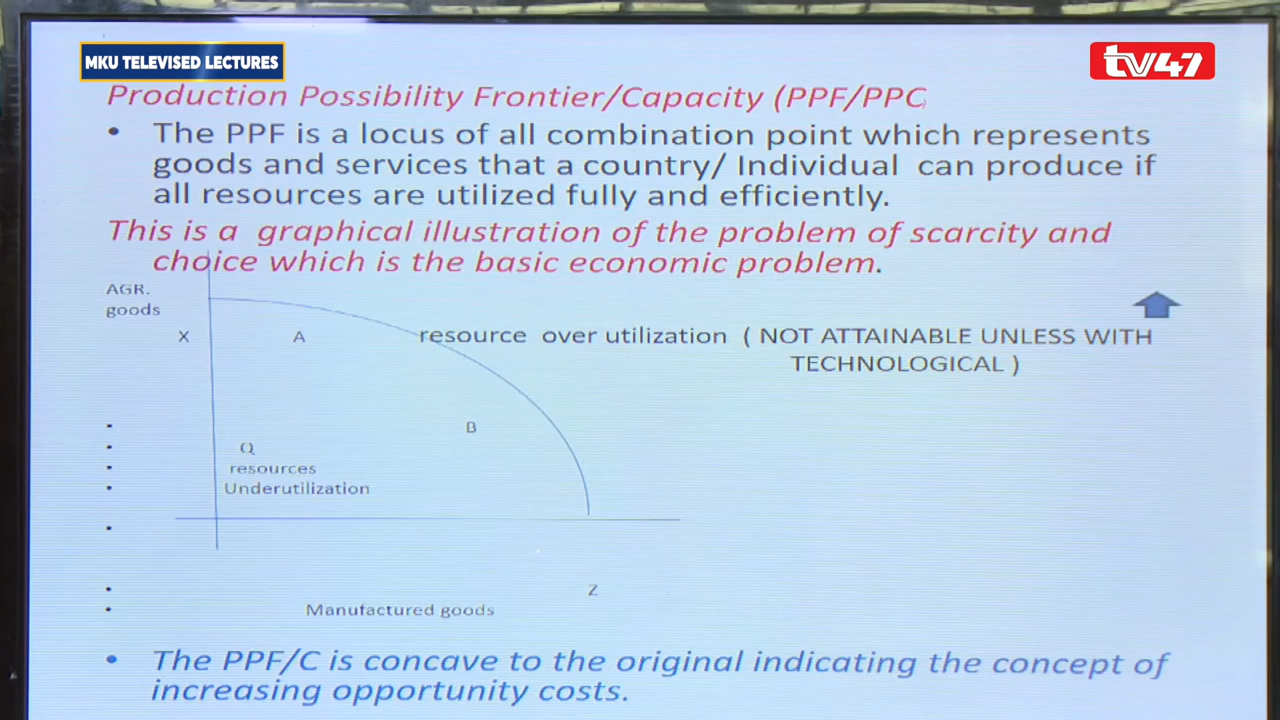 MKU TELEVISED LECTURES
tv47
Production Possibility Frontier/Capacity (PPF/PPC)
• The PPF is a locus of all combination point which represents
goods and services that a country/ Individual can produce if
all resources are utilized fully and efficiently.
This is a graphical illustration of the problem of scarcity and
choice which is the basic economic problem.
AGR.
goods
X A resource over utilization ( NOT ATTAINABLE UNLESS WITH
TECHNOLOGICAL )
B
Q
resources
Underutilization
Z
Manufactured goods
• The PPF/C is concave to the original indicating the concept of
increasing opportunity costs.